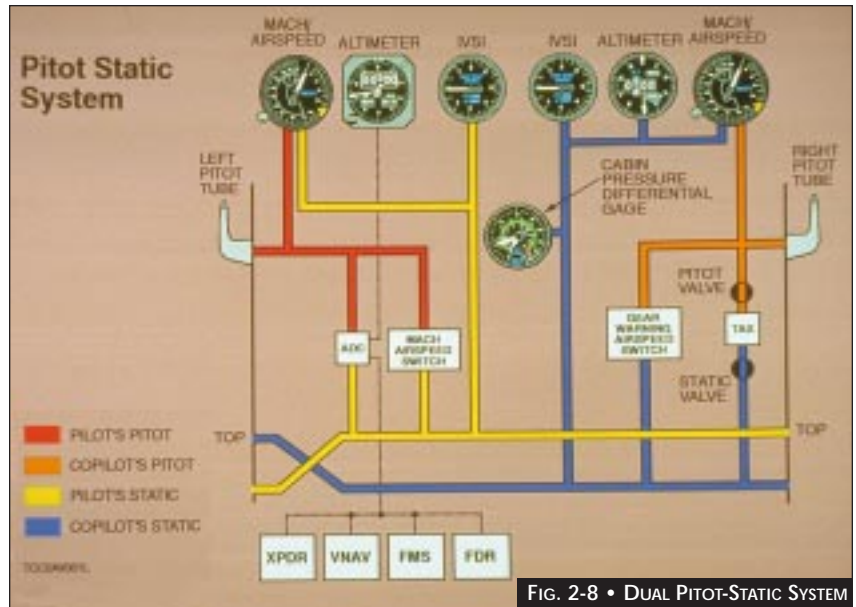 Pitot Static
System
MACH/
AIRSPEED
ALTIMETER
IVSI
IVSI
ALTIMETER
MACH/
AIRSPEED
LEFT
PITOT
TUBE
CABIN
PRESSURE
DIFFERENTIAL
GAGE
RIGHT
PITOT
TUBE
PITOT
VALVE
ADC
MACH
AIRSPEED
SWITCH
GEAR
WARNING
AIRSPEED
SWITCH
TAS
STATIC
VALVE
TOP
TOP
PILOT'S PITOT
COPILOT'S PITOT
PILOT'S STATIC
COPILOT'S STATIC
XPDR
VNAV
FMS
FDR
FIG. 2-8 • DUAL PITOT-STATIC SYSTEM